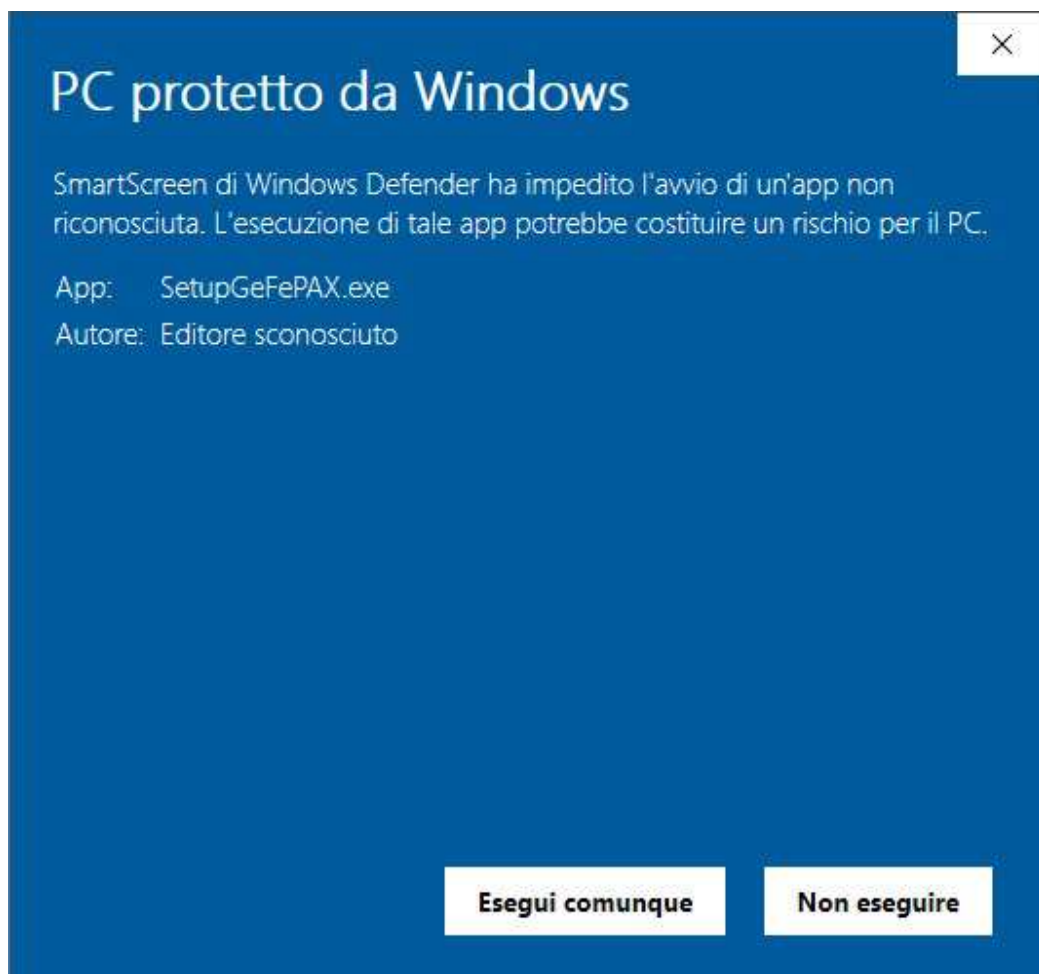 PC protetto da Windows
SmartScreen di Windows Defender ha impedito l'avvio di un'app non
riconosciuta. L'esecuzione di tale app potrebbe costituire un rischio per il PC.
App: SetupGeFePAX.exe
Autore: Editore sconosciuto
Esegui comunque Non eseguire